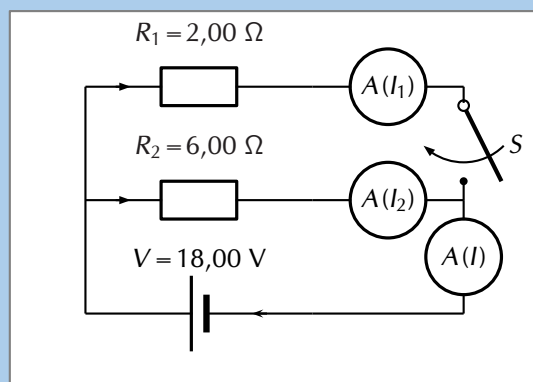 R₁ = 2,00 Ω
A(I₁)
S
R₂ = 6,00 Ω
A(I₂)
V = 18,00 V
A(I)